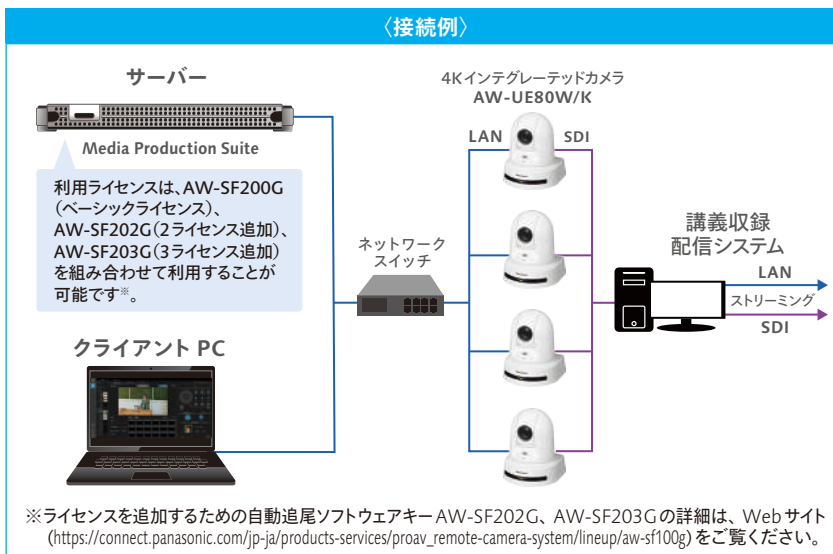 〈接続例〉
サーバー
Media Production Suite
利用ライセンスは、AW-SF200G
（ベーシックライセンス）、
AW-SF202G（2ライセンス追加）、
AW-SF203G（3ライセンス追加）
を組み合わせて利用することが
可能です※。
クライアント PC
ネットワーク
スイッチ
4Kインテグレーテッドカメラ
AW-UE80W/K
LAN
SDI
講義収録
配信システム
LAN
ストリーミング
SDI
※ライセンスを追加するための自動追尾ソフトウェアキー AW-SF202G、AW-SF203Gの詳細は、Webサイト
（https://connect.panasonic.com/jp-ja/products-services/proav_remote-camera-system/lineup/aw-sf100g）をご覧ください。